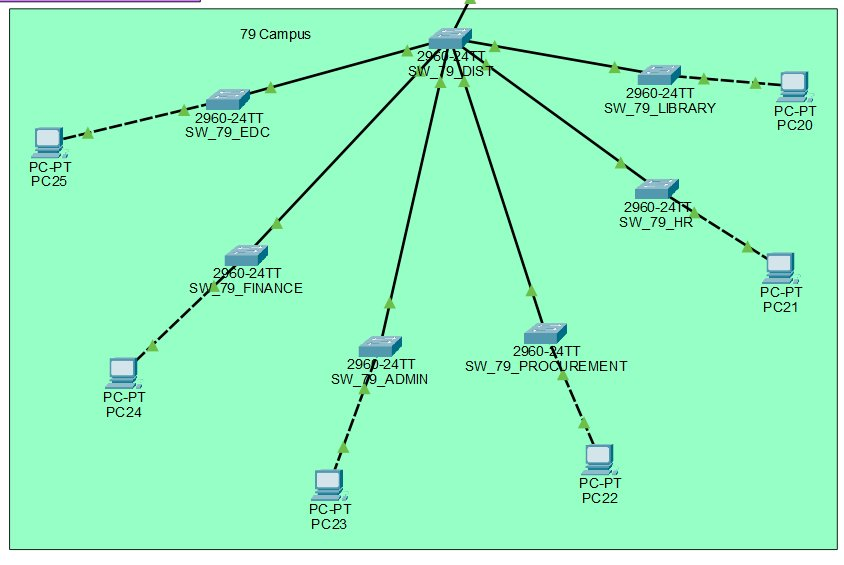 79 Campus
2960-24TT
SW_79_DIST
2960-24TT
SW_79_LIBRARY
PC-PT
PC20
2960-24TT
SW_79_EDC
PC-PT
PC25
2960-24TT
SW_79_HR
PC-PT
PC21
2960-24TT
SW_79_FINANCE
2960-24TT
SW_79_ADMIN
2960-24TT
SW_79_PROCUREMENT
PC-PT
PC24
PC-PT
PC22
PC-PT
PC23